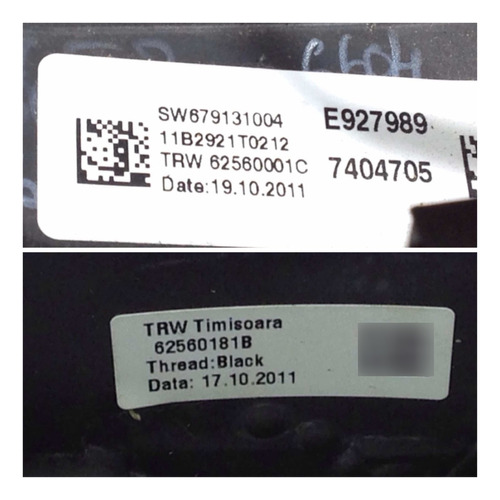 SW679131004 E927989
11B2921T0212
TRW 62560001C 7404705
Date:19.10.2011
TRW Timisoara
62560181B
Thread:Black
Data: 17.10.2011